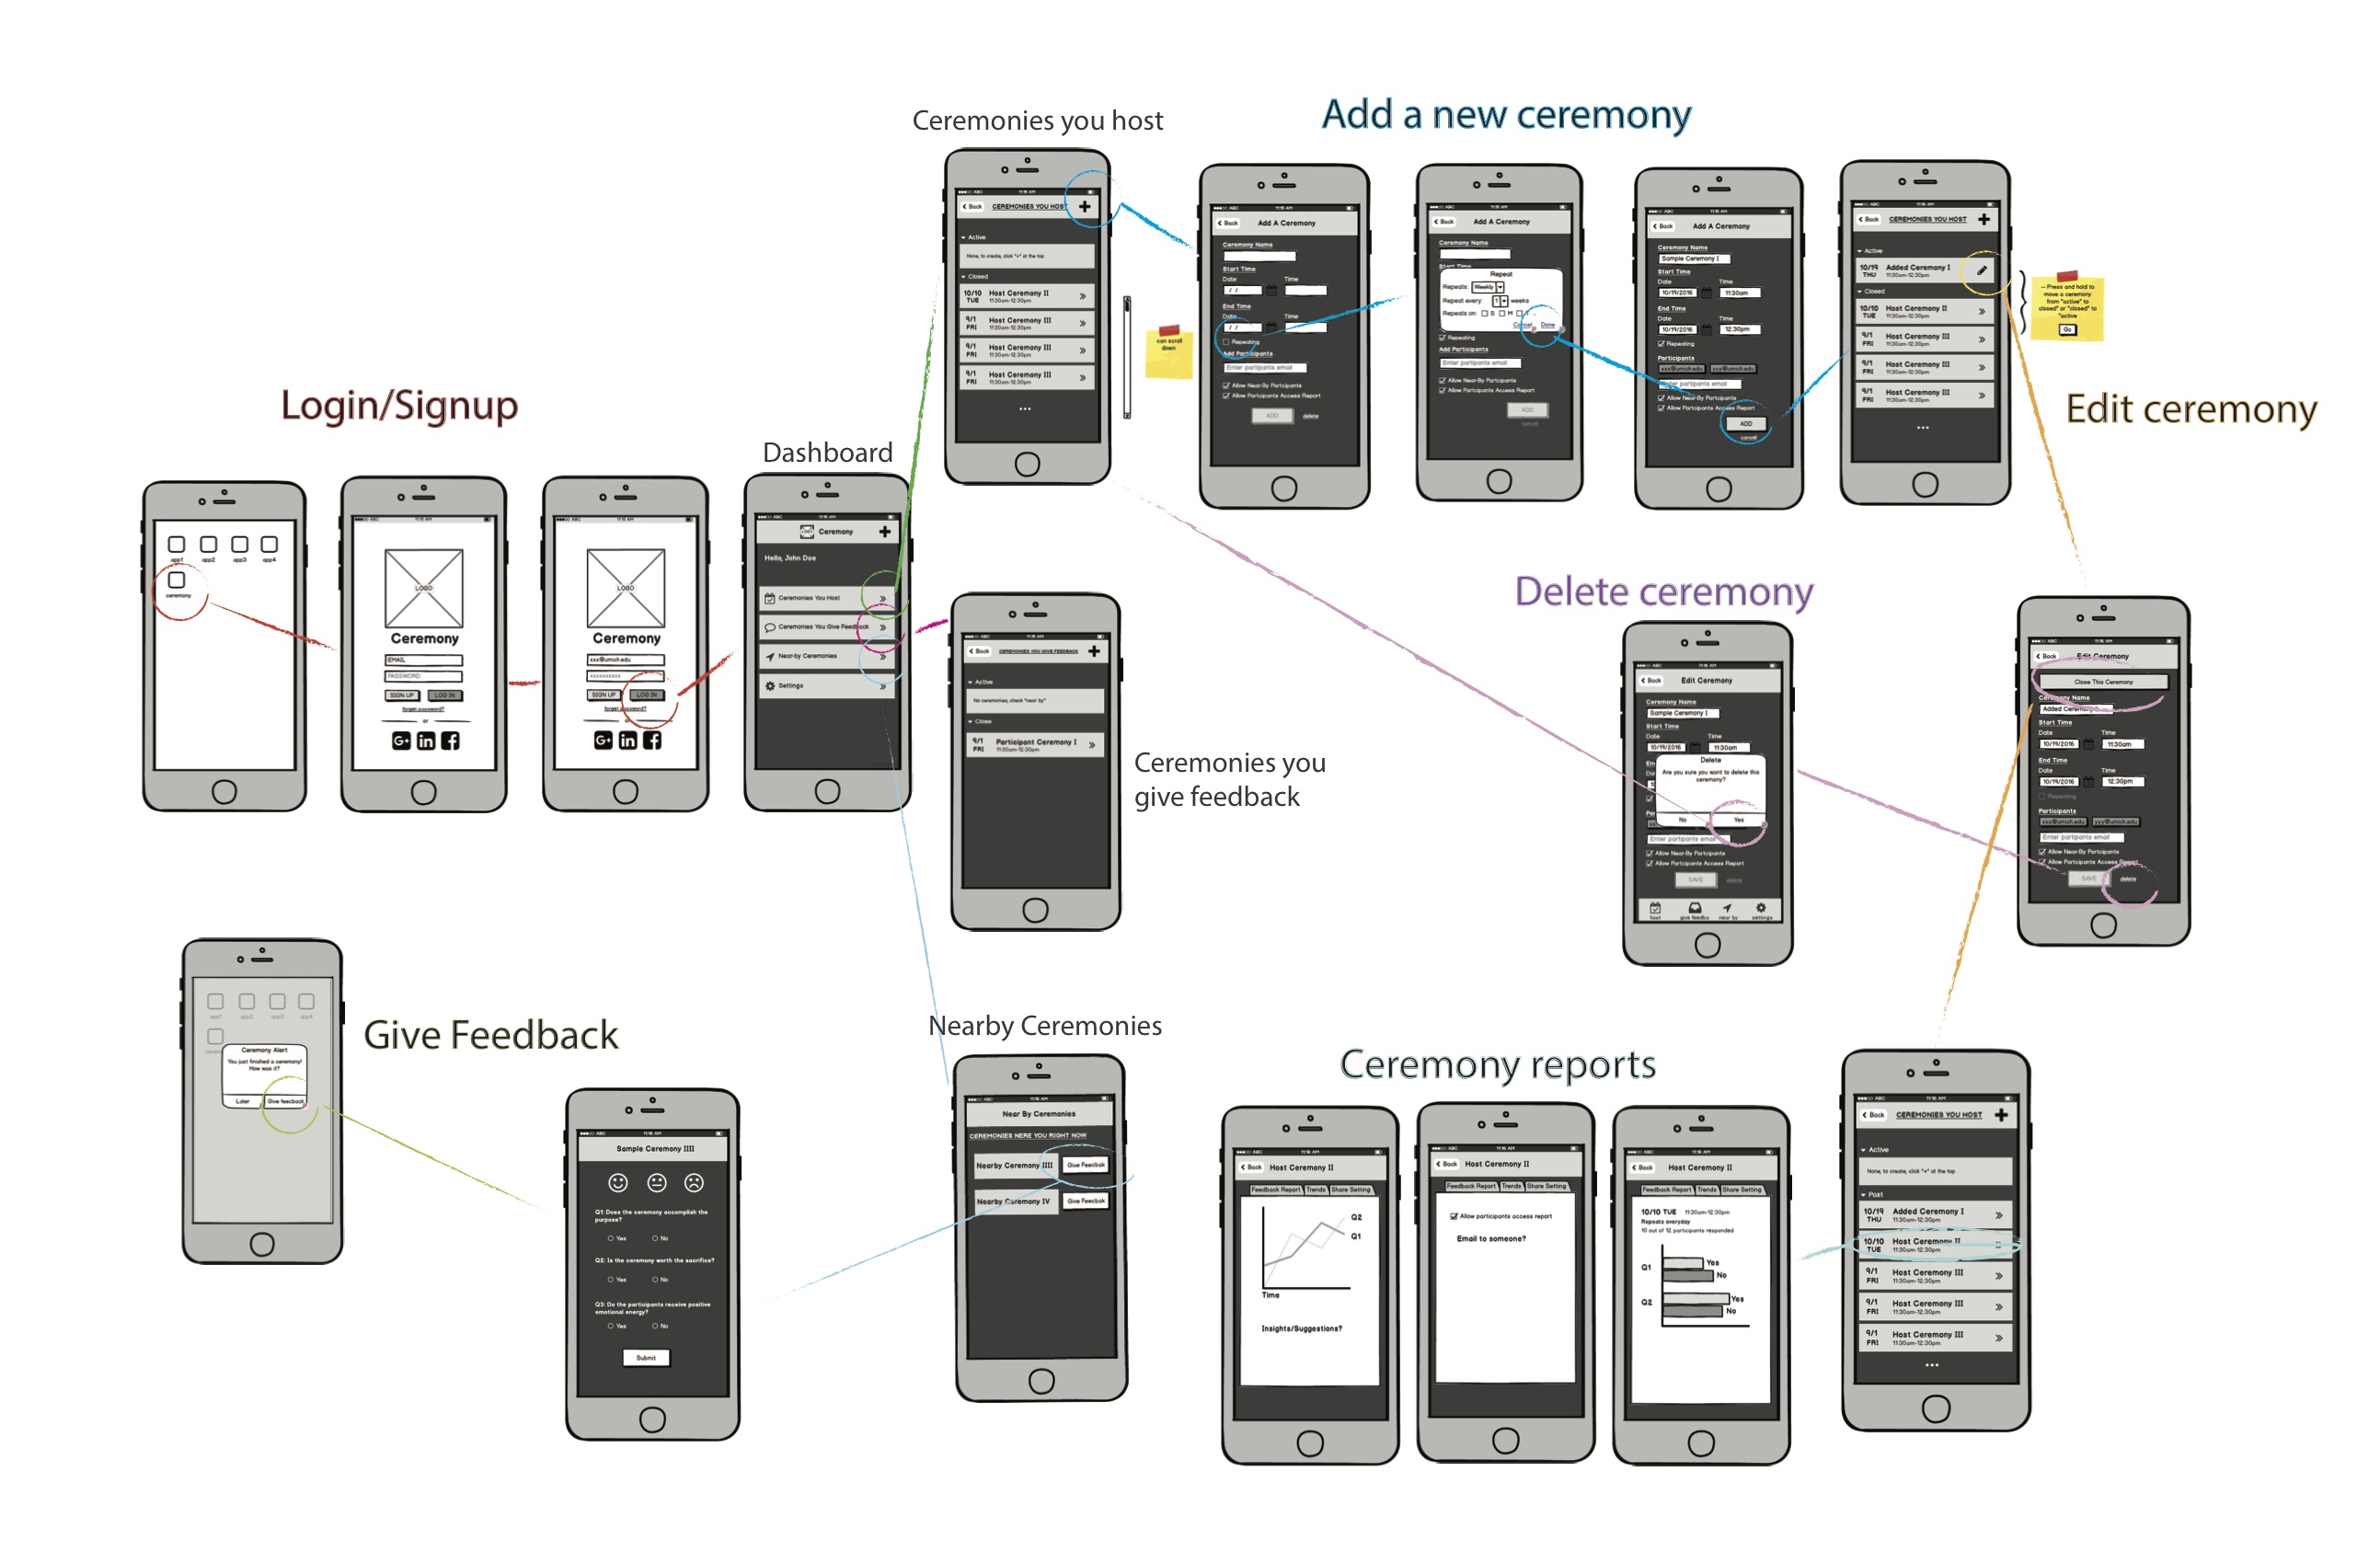 Ceremonies you host
Add a new ceremony
ABC
11:15 AM
Back
CEREMONIES YOU HOST
Active
None, to create, click "+" at the top
Closed
10/10 TUE
Host Ceremony II
11:30am-12:30pm
9/1 FRI
Host Ceremony III
11:30am-12:30pm
9/1 FRI
Host Ceremony III
11:30am-12:30pm
9/1 FRI
Host Ceremony III
11:30am-12:30pm
...
can scroll
down
Back
Add A Ceremony
Ceremony Name
Start Time
Date Time
/ /
End Time
Date Time
/ /
Repeating
Add Participants
Enter partipants email
Allow Near-By Participants
Allow Participants Access Report
ADD delete
Back
Add A Ceremony
Ceremony Name
Start Time
Repeat
Repeats: Weekly
Repeat every: 1 weeks
Repeats on: S M T
Cancel Done
Repeating
Add Participants
Enter partipants email
Allow Near-By Participants
Allow Participants Access Report
ADD
cancel
Back
Add A Ceremony
Ceremony Name
Sample Ceremony I
Start Time
Date Time
10/19/2016 11:30am
End Time
Date Time
10/19/2016 12:30pm
Repeating
Participants
xxx@umich.edu yyy@umich.edu
Enter partipants email
Allow Near-By Participants
Allow Participants Access Report
ADD
cancel
Back
CEREMONIES YOU HOST
Active
10/19 THU
Added Ceremony I
11:30am-12:30pm
Closed
10/10 TUE
Host Ceremony II
11:30am-12:30pm
9/1 FRI
Host Ceremony III
11:30am-12:30pm
9/1 FRI
Host Ceremony III
11:30am-12:30pm
9/1 FRI
Host Ceremony III
11:30am-12:30pm
...
-- Press and hold to
move a ceremony
from "active" to
closed" or "closed" to
"active
Go
Edit ceremony
Login/Signup
app1 app2 app3 app4
ceremony
LOGO
Ceremony
EMAIL
PASSWORD
SIGN UP LOG IN
forget password?
or
G+ in f
LOGO
Ceremony
xxx@umich.edu
xxxxxxxxxx
SIGN UP LOG IN
forget password?
or
G+ in f
Dashboard
Ceremony
Hello, John Doe
Ceremonies You Host
Ceremonies You Give Feedback
Near-by Ceremonies
Settings
Back
CEREMONIES YOU GIVE FEEDBACK
Active
No ceremonies, check "near by"
Close
9/1 FRI
Participant Ceremony I
11:30am-12:30pm
Ceremonies you
give feedback
Delete ceremony
Back
Edit Ceremony
Ceremony Name
Sample Ceremony I
Start Time
Date Time
10/19/2016 11:30am
Delete
Are you sure you want to delete this
ceremony?
No Yes
Enter partipants email
Allow Near-By Participants
Allow Participants Access Report
SAVE delete
host give feedba near by settings
Back
Edit Ceremony
Close This Ceremony
Ceremony Name
Added Ceremony I
Start Time
Date Time
10/19/2016 11:30am
End Time
Date Time
10/19/2016 12:30pm
Repeating
Participants
xxx@umich.edu yyy@umich.edu
Enter partipants email
Allow Near-By Participants
Allow Participants Access Report
SAVE delete
Give Feedback
app1 app2 app3 app4
Ceremony Alert
You just finished a ceremony!
How was it?
Later Give feecback
Sample Ceremony IIII
Q1: Does the ceremony accomplish the
purpose?
Yes No
Q2: Is the ceremony worth the sacrifice?
Yes No
Q3: Do the participants receive positive
emotional energy?
Yes No
Submit
Nearby Ceremonies
Near By Ceremonies
CEREMONIES NERE YOU RIGHT NOW
Nearby Ceremony IIII
Give Feecbak
Nearby Ceremony IV
Give Feecbak
Ceremony reports
Back
Host Ceremony II
Feedback Report Trends Share Setting
Q2
Q1
Time
Insights/Suggestions?
Back
Host Ceremony II
Feedback Report Trends Share Setting
Allow participants access report
Email to someone?
Back
Host Ceremony II
Feedback Report Trends Share Setting
10/10 TUE 11:30am-12:30pm
Repeats everyday
10 out of 12 participants responded
Q1 Yes
No
Q2 Yes
No
Back
CEREMONIES YOU HOST
Active
None, to create, click "+" at the top
Past
10/19 THU
Added Ceremony I
11:30am-12:30pm
10/10 TUE
Host Ceremony II
11:30am-12:30pm
9/1 FRI
Host Ceremony III
11:30am-12:30pm
9/1 FRI
Host Ceremony III
11:30am-12:30pm
9/1 FRI
Host Ceremony III
11:30am-12:30pm
...